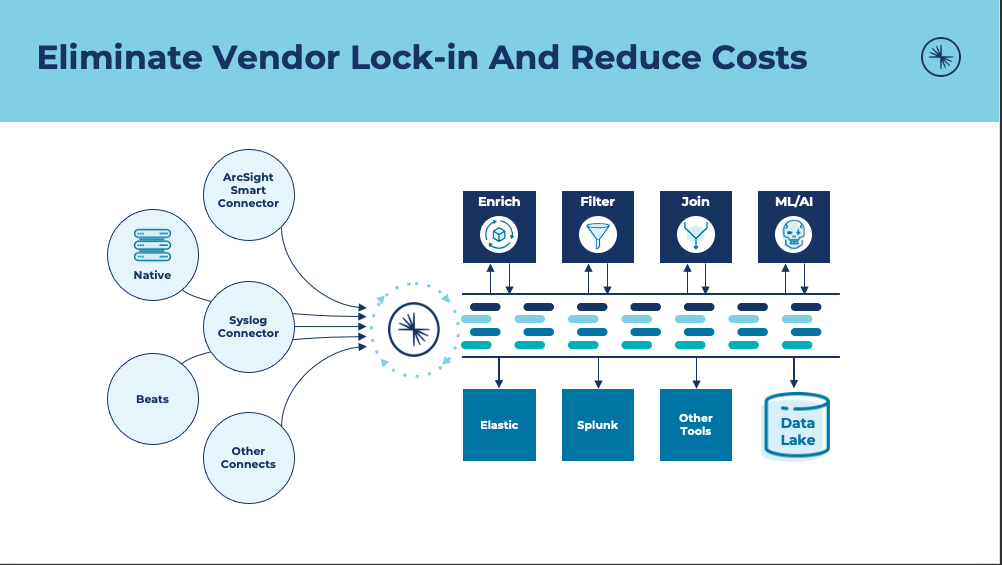 Eliminate Vendor Lock-in And Reduce Costs
ArcSight
Smart
Connector
Native
Syslog
Connector
Beats
Other
Connects
Enrich
Filter
Join
ML/AI
Elastic
Splunk
Other
Tools
Data
Lake